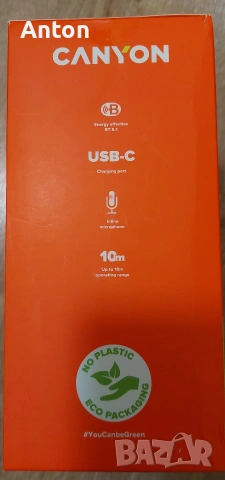 Anton
CANYON
Energy effective
BT 5.1
USB-C
Charging port
In-line
microphone
10m
Up to 10m
operating range
NO PLASTIC
ECO PACKAGING
#YouCanbeGreen
BAZAR
.bg